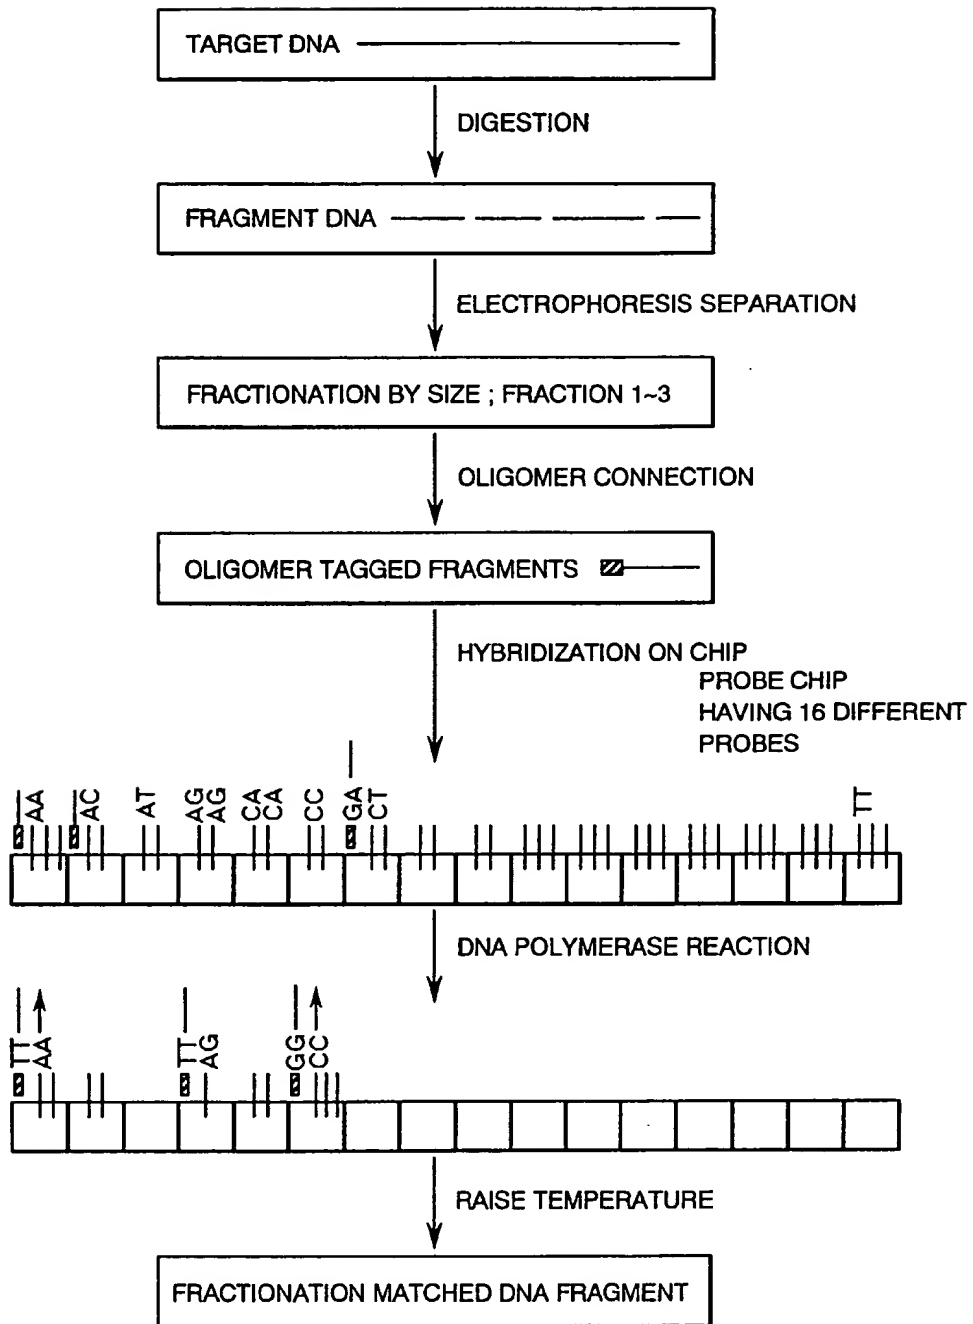 TARGET DNA
DIGESTION
FRAGMENT DNA
ELECTROPHORESIS SEPARATION
FRACTIONATION BY SIZE ; FRACTION 1~3
OLIGOMER CONNECTION
OLIGOMER TAGGED FRAGMENTS
HYBRIDIZATION ON CHIP
PROBE CHIP
HAVING 16 DIFFERENT
PROBES
AA
AC
AT
AG
AG
CA
CA
CC
GA
CT
TT
DNA POLYMERASE REACTION
TT
AA
TT
AG
GG
CC
RAISE TEMPERATURE
FRACTIONATION MATCHED DNA FRAGMENT